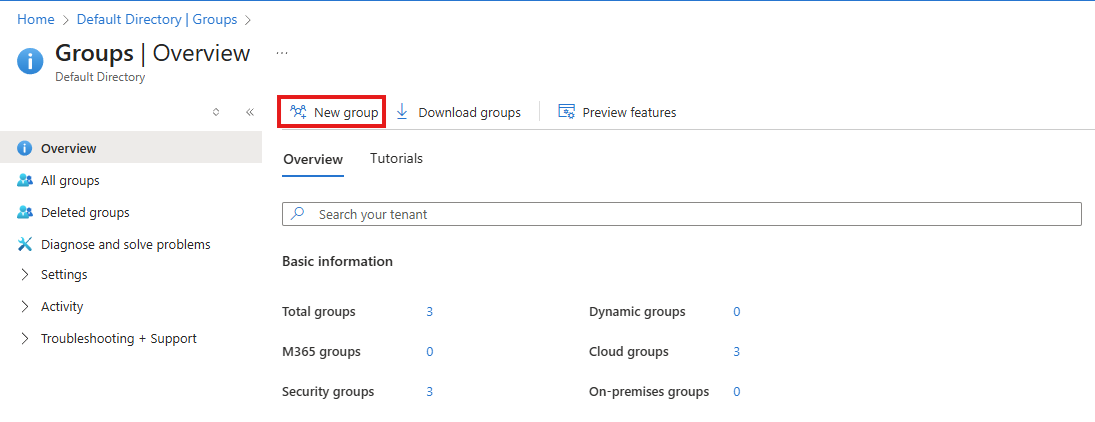 Home > Default Directory | Groups >
Groups | Overview ...
Default Directory
New group Download groups Preview features
Overview
All groups
Deleted groups
Diagnose and solve problems
Settings
Activity
Troubleshooting + Support
Overview Tutorials
Search your tenant
Basic information
Total groups 3 Dynamic groups 0
M365 groups 0 Cloud groups 3
Security groups 3 On-premises groups 0